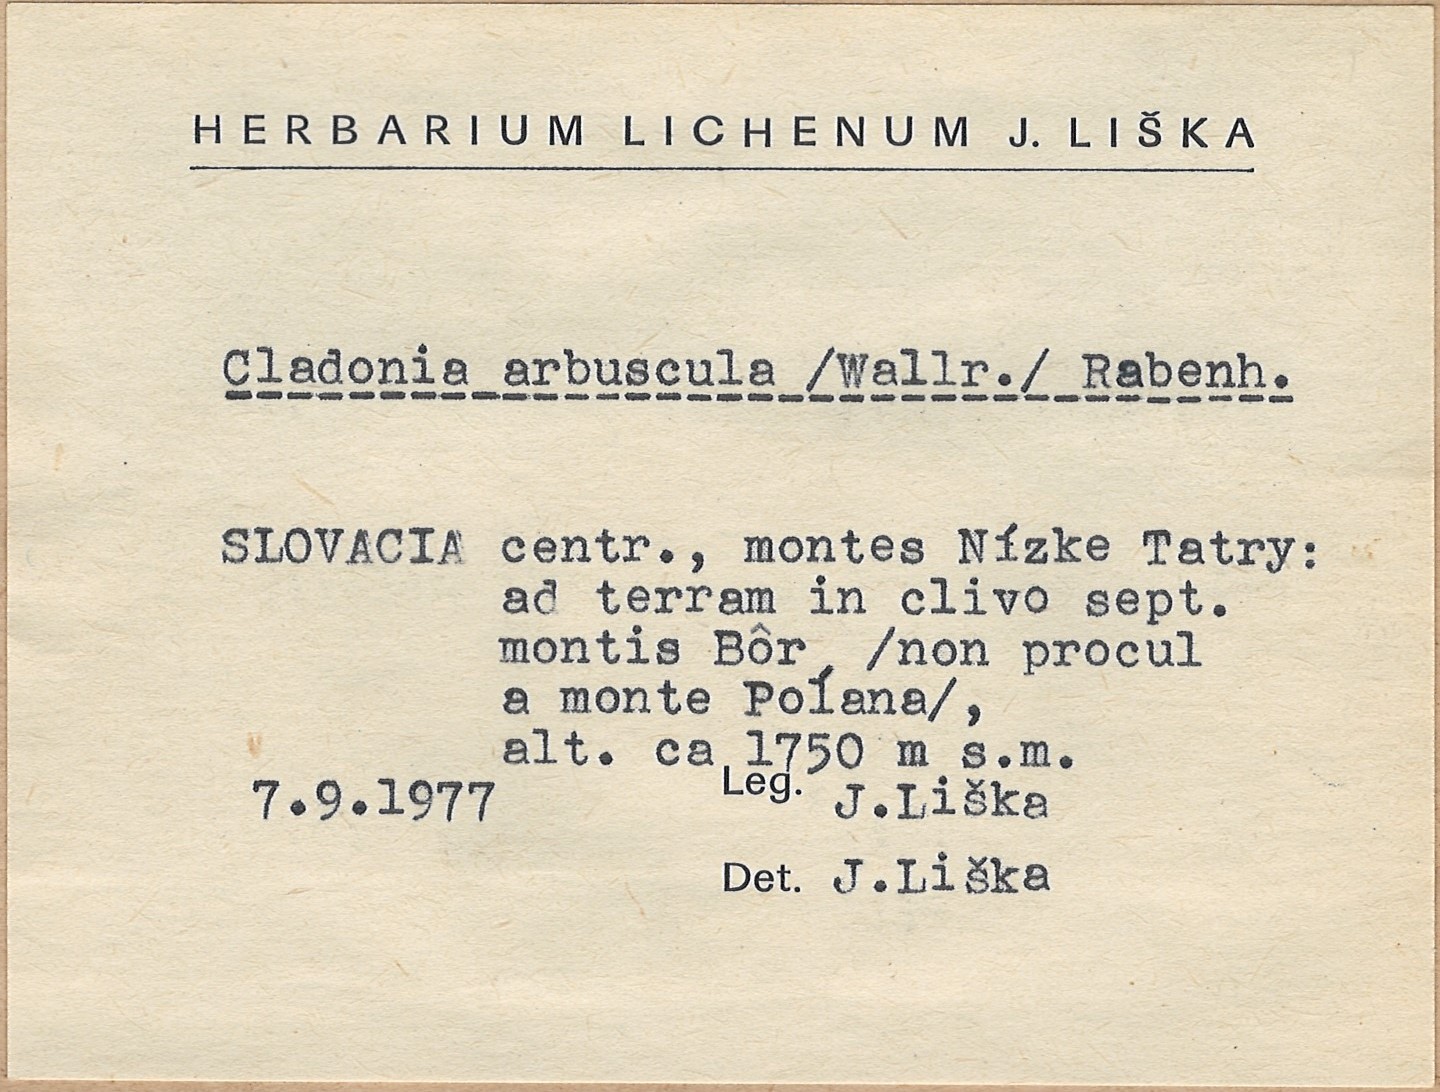 HERBARIUM LICHENUM J. LIŠKA
Cladonia arbuscula /Wallr./ Rabenh.
SLOVACIA centr., montes Nízke Tatry:
ad terram in clivo sept.
montis Bôr /non procul
a monte Poĺana/,
alt. ca 1750 m s.m.
7.9.1977 Leg. J.Liška
Det. J.Liška